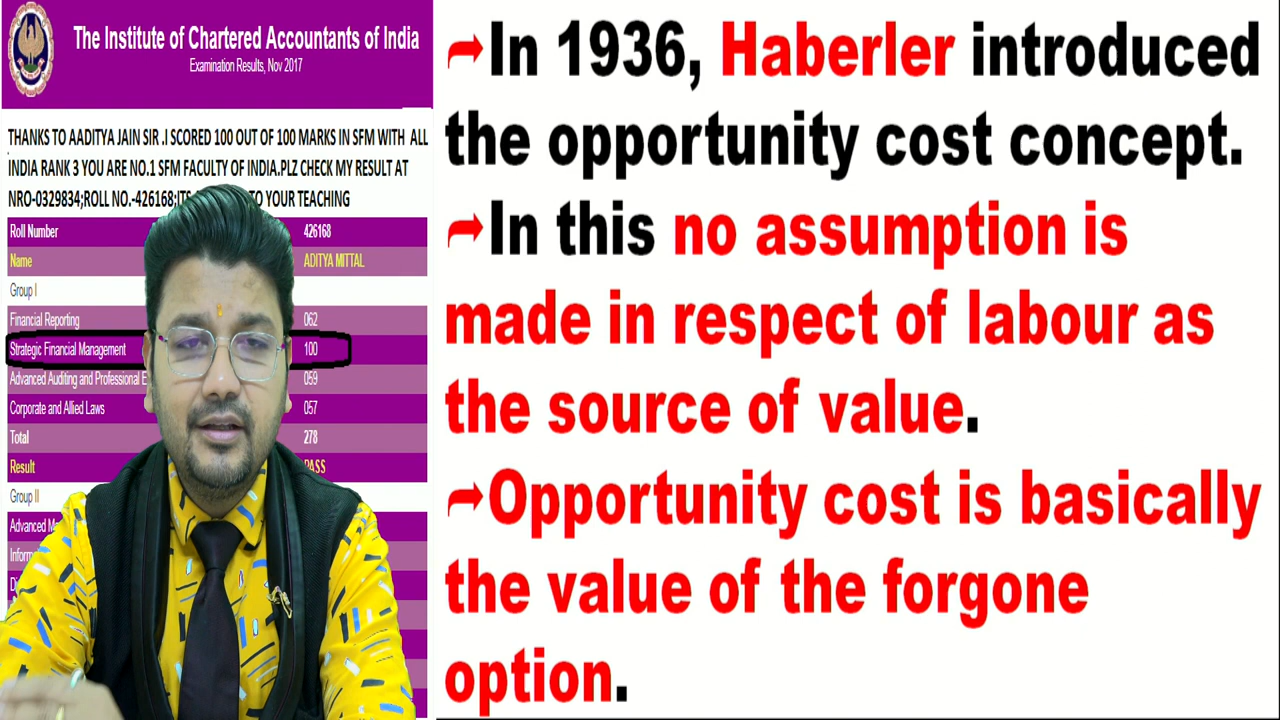 The Institute of Chartered Accountants of India
Examination Results, Nov 2017
THANKS TO AADITYA JAIN SIR .I SCORED 100 OUT OF 100 MARKS IN SFM WITH ALL
INDIA RANK 3 YOU ARE NO.1 SFM FACULTY OF INDIA.PLZ CHECK MY RESULT AT
NRO-0329834;ROLL NO.-426168; TO YOUR TEACHING
Roll Number 426168
Name ADITYA MITTAL
Group I
Financial Reporting 062
Strategic Financial Management 100
Advanced Auditing and Professional 059
Corporate and Allied Laws 057
Total 278
Result PASS
Group II
Advanced
In 1936, Haberler introduced
the opportunity cost concept.
In this no assumption is
made in respect of labour as
the source of value.
Opportunity cost is basically
the value of the forgone
option.